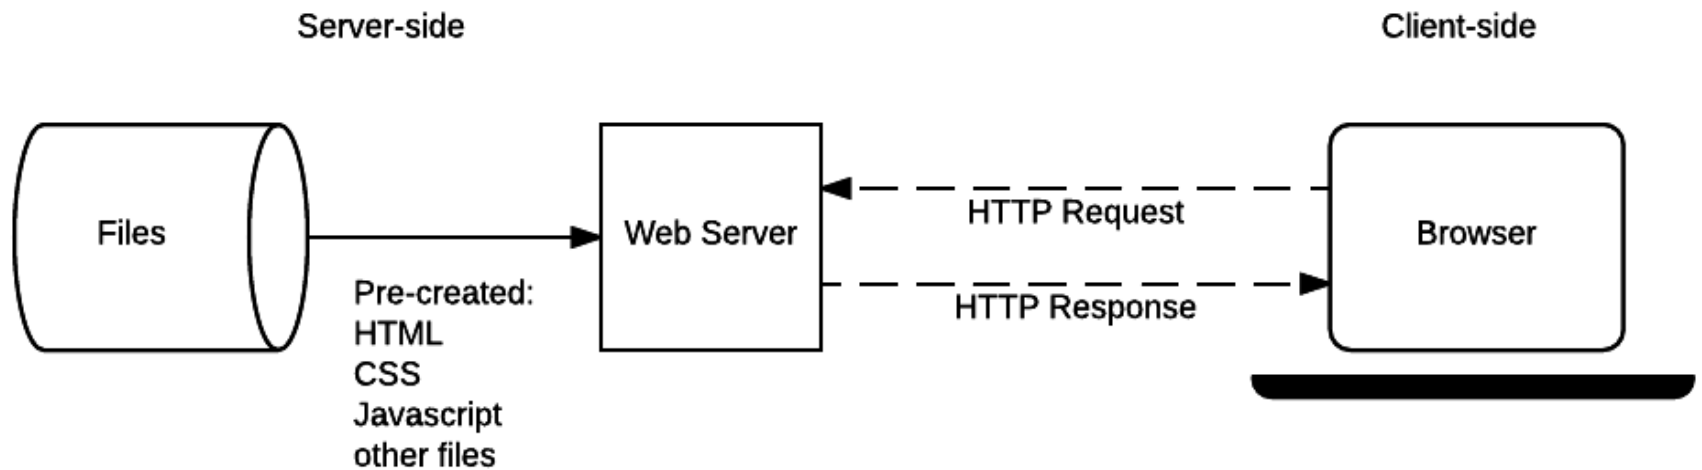 Server-side
Client-side
Files
Web Server
HTTP Request
Browser
HTTP Response
Pre-created:
HTML
CSS
Javascript
other files